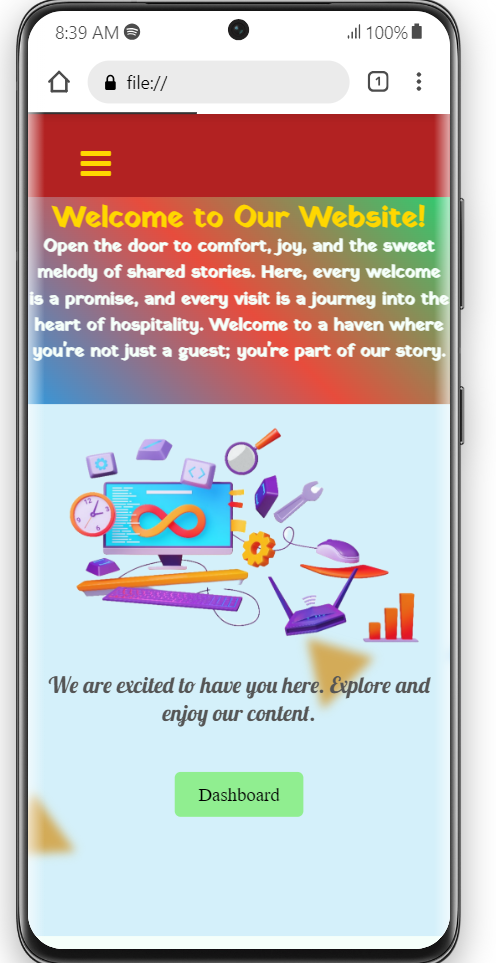 8:39 AM
100%
file://
1
Welcome to Our Website!
Open the door to comfort, joy, and the sweet
melody of shared stories. Here, every welcome
is a promise, and every visit is a journey into the
heart of hospitality. Welcome to a haven where
you're not just a guest; you're part of our story.
We are excited to have you here. Explore and
enjoy our content.
Dashboard